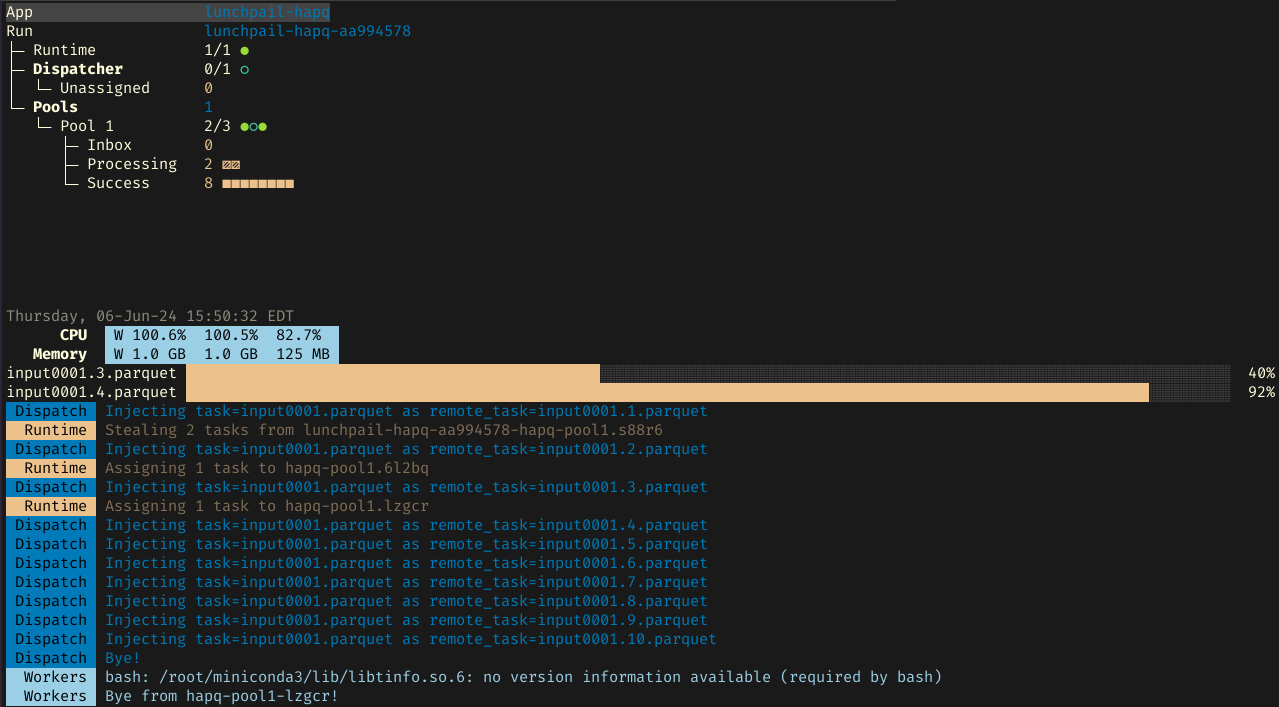 App lunchpail-hapq
Run lunchpail-hapq-aa994578
Runtime 1/1
Dispatcher 0/1
Unassigned 0
Pools 1
Pool 1 2/3
Inbox 0
Processing 2
Success 8
Thursday, 06-Jun-24 15:50:32 EDT
CPU W 100.6% 100.5% 82.7%
Memory W 1.0 GB 1.0 GB 125 MB
input0001.3.parquet 40%
input0001.4.parquet 92%
Dispatch Injecting task=input0001.parquet as remote_task=input0001.1.parquet
Runtime Stealing 2 tasks from lunchpail-hapq-aa994578-hapq-pool1.s88r6
Dispatch Injecting task=input0001.parquet as remote_task=input0001.2.parquet
Runtime Assigning 1 task to hapq-pool1.6l2bq
Dispatch Injecting task=input0001.parquet as remote_task=input0001.3.parquet
Runtime Assigning 1 task to hapq-pool1.lzgcr
Dispatch Injecting task=input0001.parquet as remote_task=input0001.4.parquet
Dispatch Injecting task=input0001.parquet as remote_task=input0001.5.parquet
Dispatch Injecting task=input0001.parquet as remote_task=input0001.6.parquet
Dispatch Injecting task=input0001.parquet as remote_task=input0001.7.parquet
Dispatch Injecting task=input0001.parquet as remote_task=input0001.8.parquet
Dispatch Injecting task=input0001.parquet as remote_task=input0001.9.parquet
Dispatch Injecting task=input0001.parquet as remote_task=input0001.10.parquet
Dispatch Bye!
Workers bash: /root/miniconda3/lib/libtinfo.so.6: no version information available (required by bash)
Workers Bye from hapq-pool1-lzgcr!